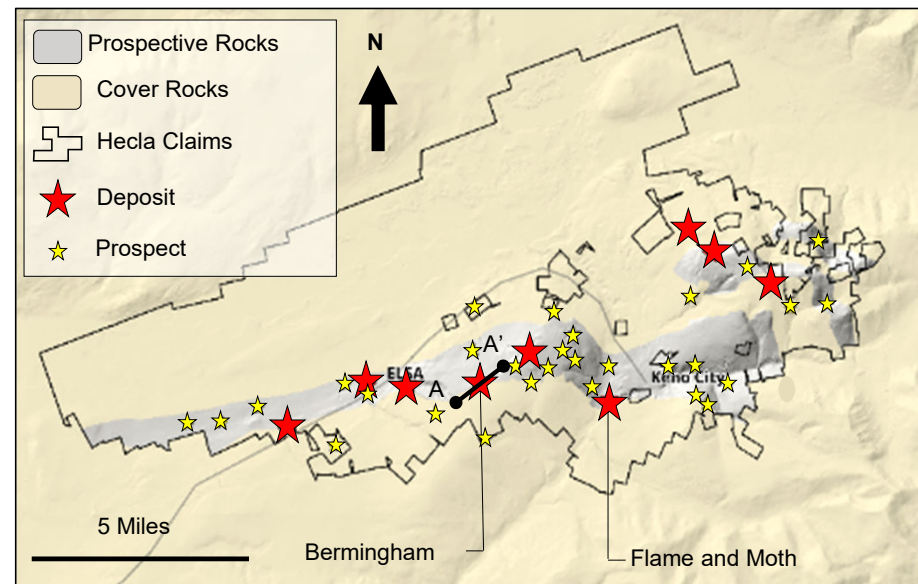 Prospective Rocks
Cover Rocks
Hecla Claims
Deposit
Prospect
N
ELSA
A
A'
Keno City
5 Miles
Bermingham
Flame and Moth